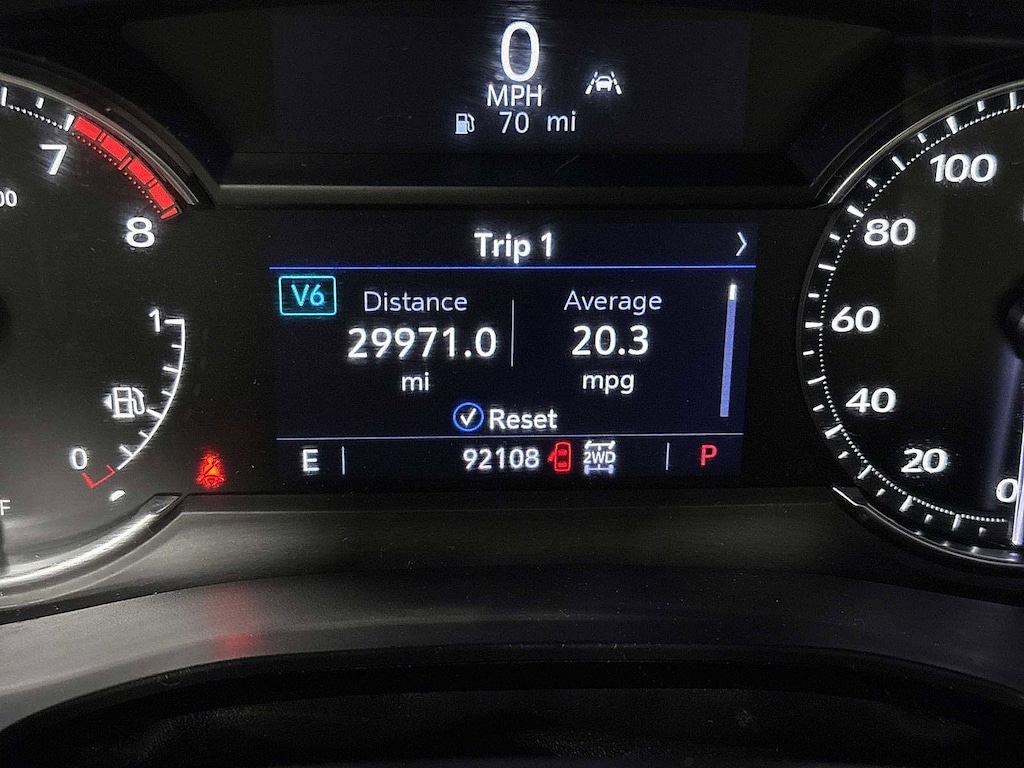 0
MPH
70 mi
7
00
8
1
0
F
Trip 1
V6
Distance
Average
29971.0
20.3
mi
mpg
Reset
E
92108
2WD
P
100
80
60
40
20
0